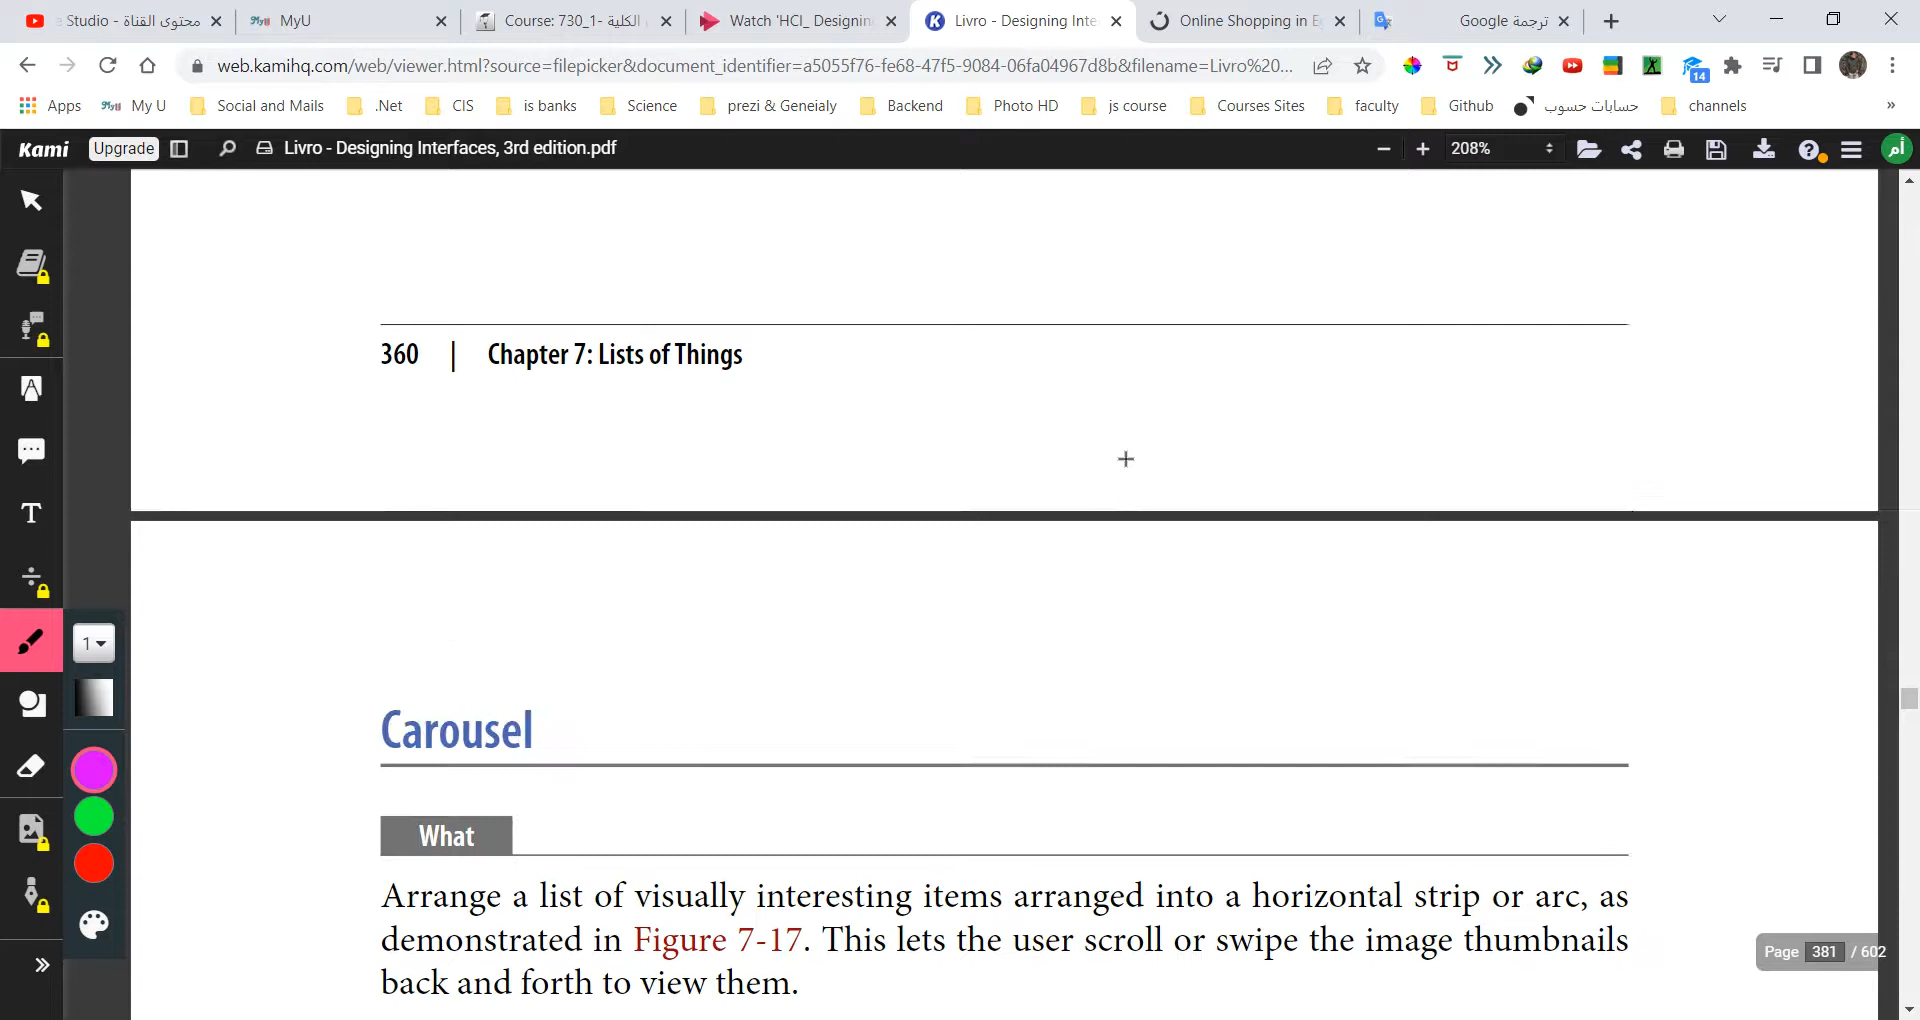 e Studio - محتوى القناة
MyU
Course: 730_1- الكلية
Watch 'HCI_ Designin
Livro - Designing Inte
Online Shopping in E
ترجمة Google
web.kamihq.com/web/viewer.html?source=filepicker&document_identifier=a5055f76-fe68-47f5-9084-06fa04967d8b&filename=Livro%20...
14
Apps
My U
Social and Mails
.Net
CIS
is banks
Science
prezi & Geneialy
Backend
Photo HD
js course
Courses Sites
faculty
Github
حسابات حسوب
channels
»
Kami
Upgrade
Livro - Designing Interfaces, 3rd edition.pdf
208%
أم
360 | Chapter 7: Lists of Things
T
1
Carousel
What
Arrange a list of visually interesting items arranged into a horizontal strip or arc, as
demonstrated in Figure 7-17. This lets the user scroll or swipe the image thumbnails
back and forth to view them.
Page 381 / 602